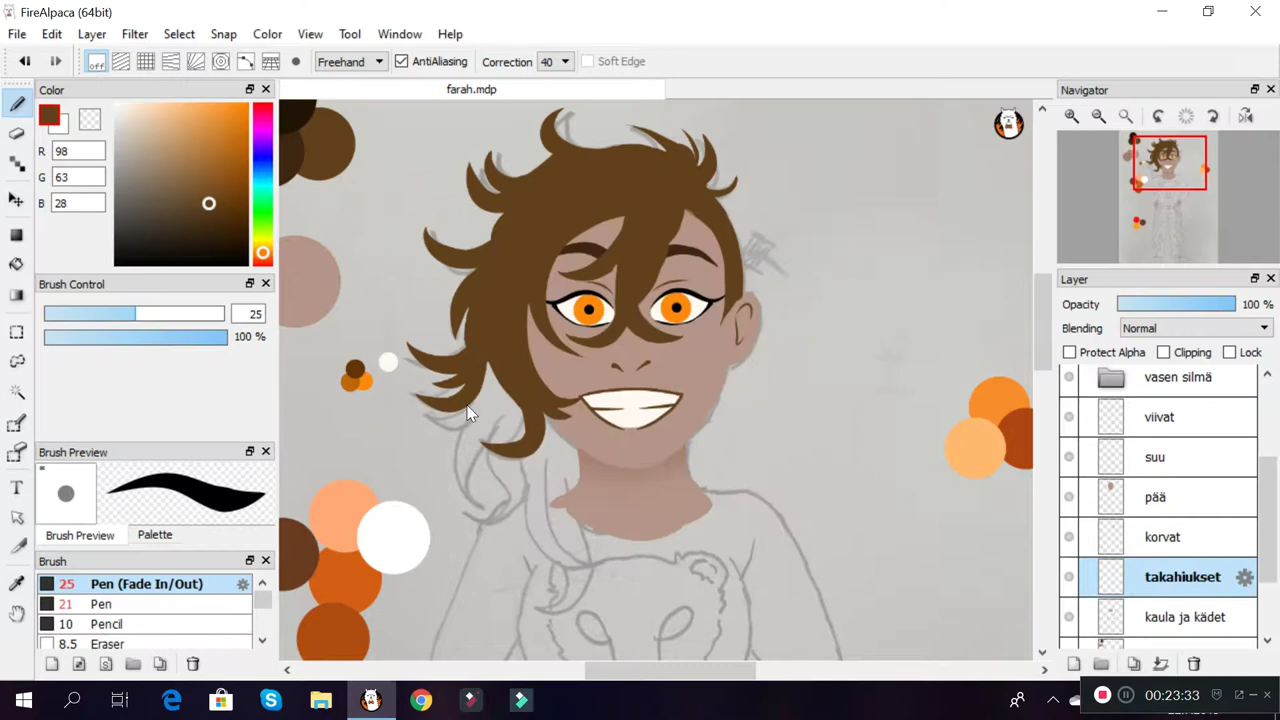 FireAlpaca (64bit)
File Edit Layer Filter Select Snap Color View Tool Window Help
off Freehand AntiAliasing Correction 40 Soft Edge
Color
farah.mdp
Navigator
R 98
G 63
B 28
Brush Control
25
100 %
Layer
Opacity 100 %
Blending Normal
Protect Alpha Clipping Lock
vasen silmä
viivat
suu
pää
korvat
takahiukset
kaula ja kädet
Brush Preview
Brush Preview Palette
Brush
25 Pen (Fade In/Out)
21 Pen
10 Pencil
8.5 Eraser
00:23:33